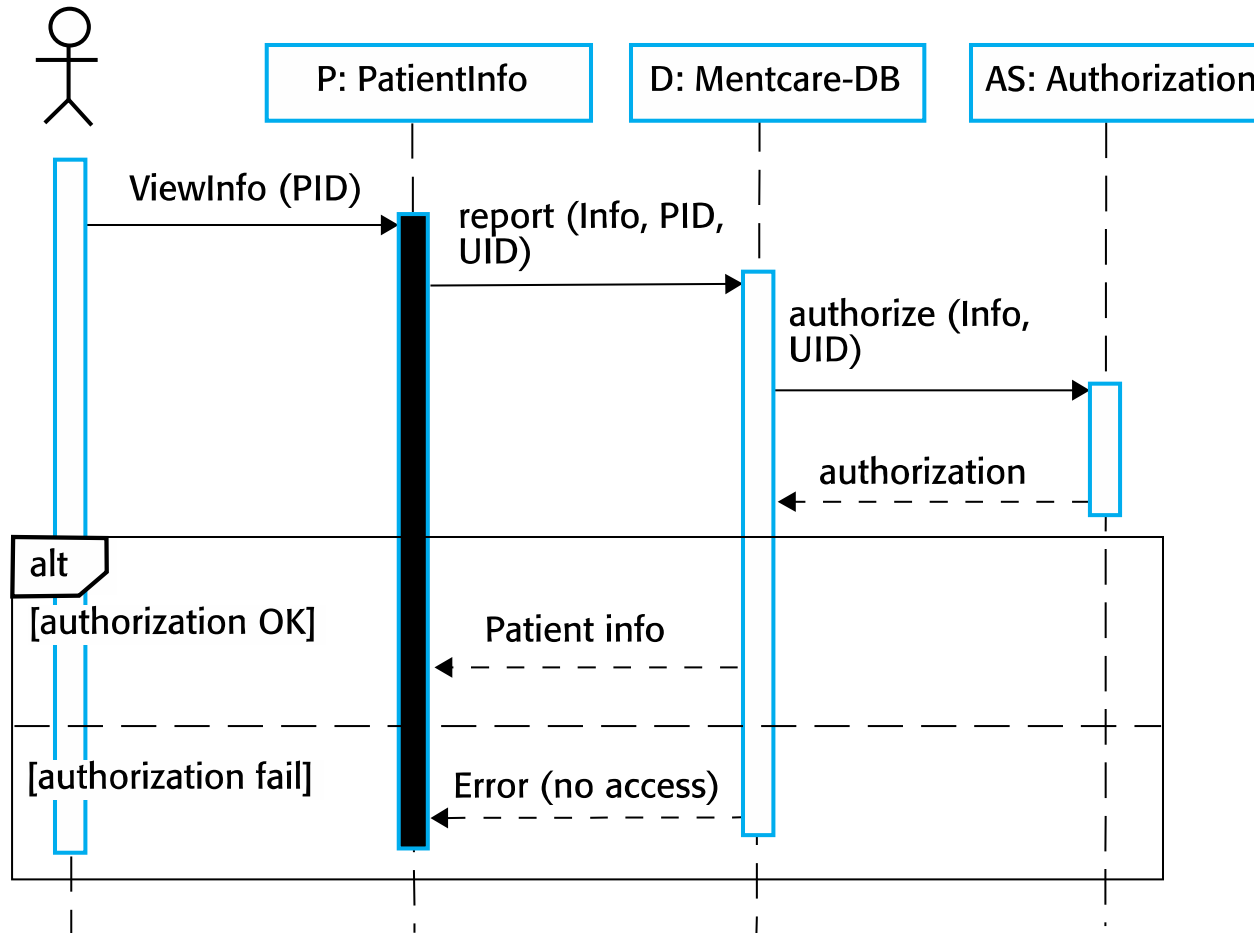 P: PatientInfo
D: Mentcare-DB
AS: Authorization
ViewInfo (PID)
report (Info, PID,
UID)
authorize (Info,
UID)
authorization
alt
[authorization OK]
Patient info
[authorization fail]
Error (no access)